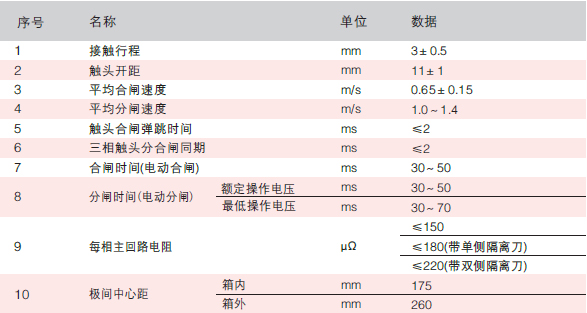 序号 名称 单位 数据
1 接触行程 mm 3±0.5
2 触头开距 mm 11±1
3 平均合闸速度 m/s 0.65±0.15
4 平均分闸速度 m/s 1.0~1.4
5 触头合闸弹跳时间 ms ≤2
6 三相触头分合闸同期 ms ≤2
7 合闸时间(电动合闸) ms 30~50
8 分闸时间(电动分闸) 额定操作电压 ms 30~50
最低操作电压 ms 30~70
9 每相主回路电阻 μΩ ≤150
≤180(带单侧隔离刀)
≤220(带双侧隔离刀)
10 极间中心距 箱内 mm 175
箱外 mm 260